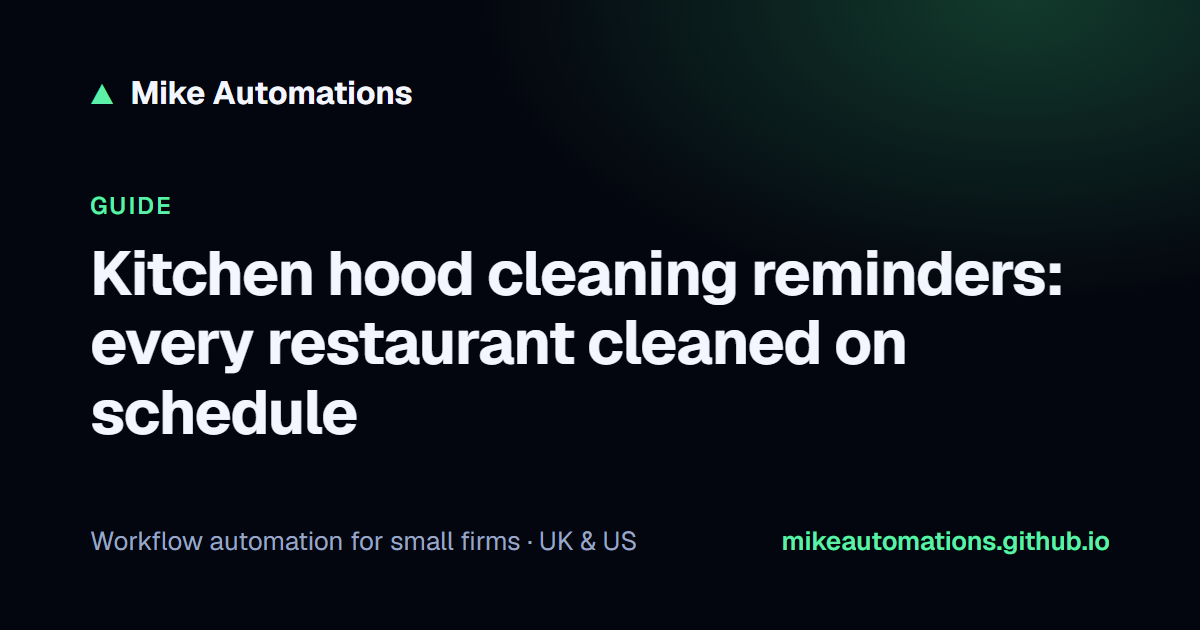 Mike Automations
GUIDE
Kitchen hood cleaning reminders:
every restaurant cleaned on
schedule
Workflow automation for small firms · UK & US
mikeautomations.github.io